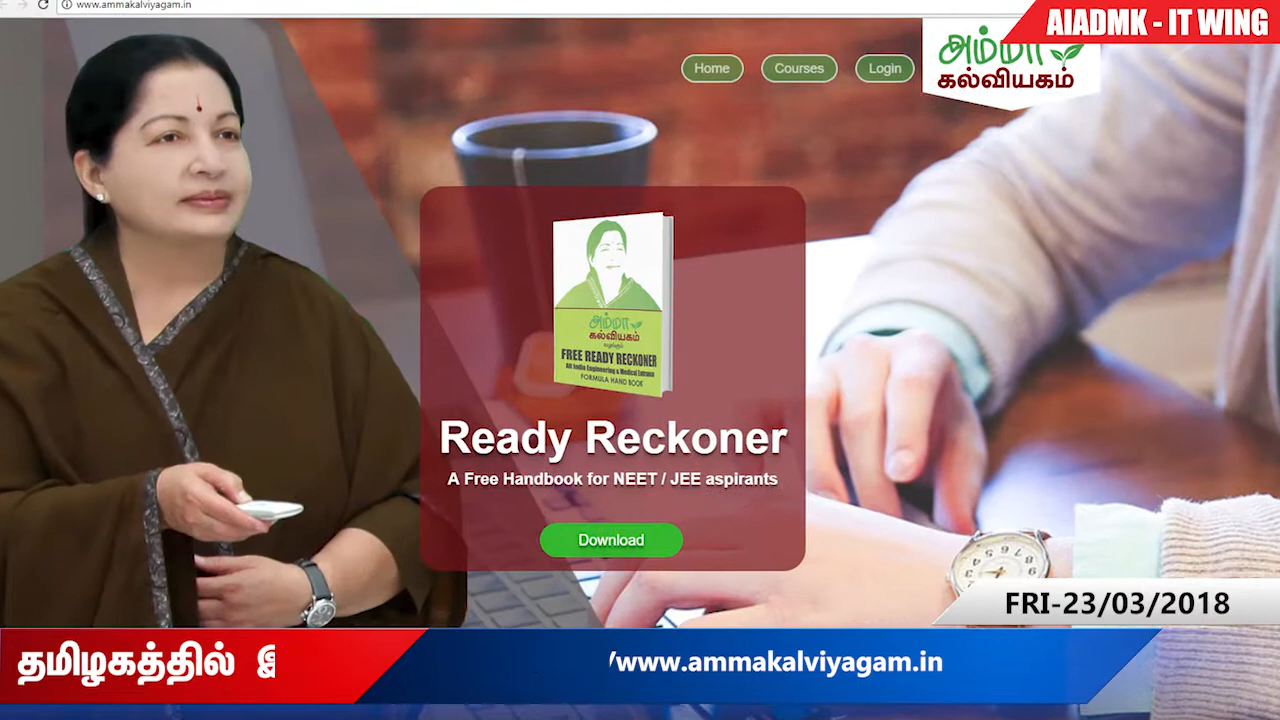 www.ammakalviyagam.in
AIADMK - IT WING
Home
Courses
Login
அம்மா
கல்வியகம்
அம்மா
கல்வியகம்
வழங்கும்
FREE READY RECKONER
All India Engineering & Medical Entrance
FORMULA HAND BOOK
Ready Reckoner
A Free Handbook for NEET / JEE aspirants
Download
FRI-23/03/2018
தமிழகத்தில்
/www.ammakalviyagam.in